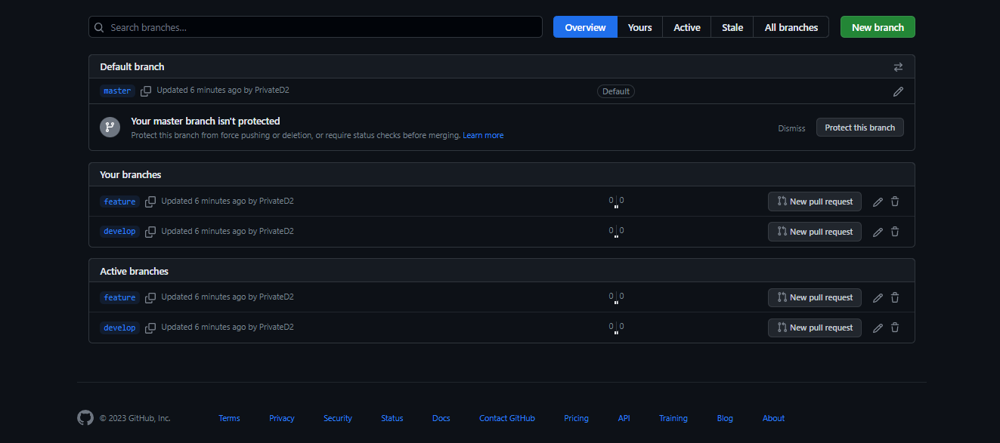 Search branches...
Overview Yours Active Stale All branches New branch
Default branch
master Updated 6 minutes ago by PrivateD2 Default
Your master branch isn't protected
Protect this branch from force pushing or deletion, or require status checks before merging. Learn more
Dismiss Protect this branch
Your branches
feature Updated 6 minutes ago by PrivateD2 0 0 New pull request
develop Updated 6 minutes ago by PrivateD2 0 0 New pull request
Active branches
feature Updated 6 minutes ago by PrivateD2 0 0 New pull request
develop Updated 6 minutes ago by PrivateD2 0 0 New pull request
© 2023 GitHub, Inc. Terms Privacy Security Status Docs Contact GitHub Pricing API Training Blog About